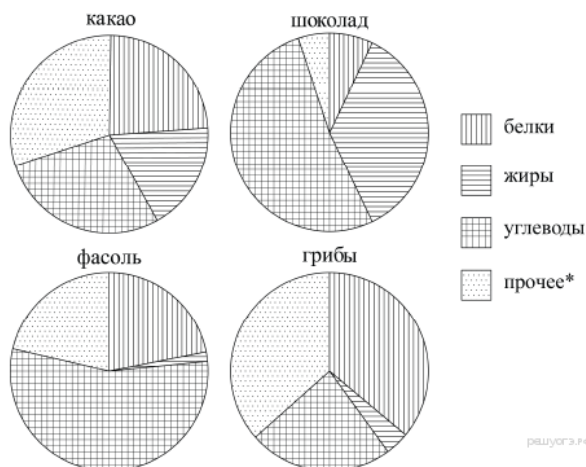 какао
шоколад
белки
жиры
углеводы
прочее*
фасоль
грибы